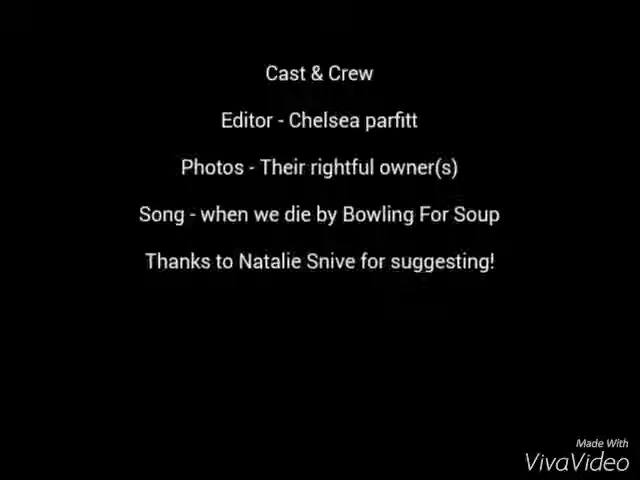 Cast & Crew
Editor - Chelsea parfitt
Photos - Their rightful owner(s)
Song - when we die by Bowling For Soup
Thanks to Natalie Snive for suggesting!
Made With
VivaVideo